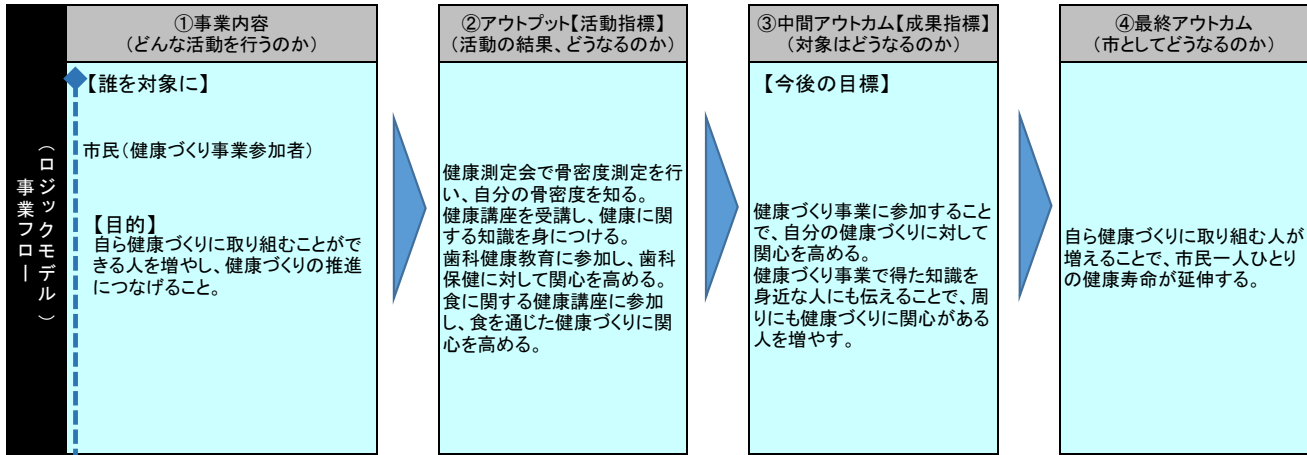 事業フロー
（ロジックモデル）
①事業内容
（どんな活動を行うのか）
【誰を対象に】
市民（健康づくり事業参加者）
【目的】
自ら健康づくりに取り組むことがで
きる人を増やし、健康づくりの推進
につなげること。
②アウトプット【活動指標】
（活動の結果、どうなるのか）
健康測定会で骨密度測定を行
い、自分の骨密度を知る。
健康講座を受講し、健康に関
する知識を身につける。
歯科健康教育に参加し、歯科
保健に対して関心を高める。
食に関する健康講座に参加
し、食を通じた健康づくりに関
心を高める。
③中間アウトカム【成果指標】
（対象はどうなるのか）
【今後の目標】
健康づくり事業に参加すること
で、自分の健康づくりに対して
関心を高める。
健康づくり事業で得た知識を
身近な人にも伝えることで、周
りにも健康づくりに関心がある
人を増やす。
④最終アウトカム
（市としてどうなるのか）
自ら健康づくりに取り組む人が
増えることで、市民一人ひとり
の健康寿命が延伸する。